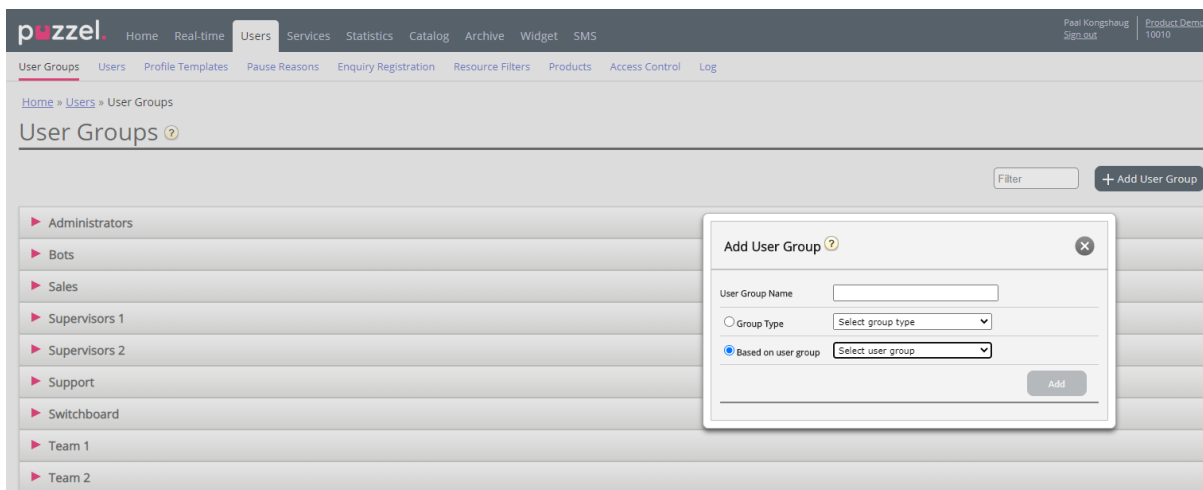 puzzel.
Home Real-time Users Services Statistics Catalog Archive Widget SMS
Paal Kongshaug
Sign out
Product Demo
10010
User Groups Users Profile Templates Pause Reasons Enquiry Registration Resource Filters Products Access Control Log
Home » Users » User Groups
User Groups ?
Filter
+ Add User Group
Administrators
Bots
Sales
Supervisors 1
Supervisors 2
Support
Switchboard
Team 1
Team 2
Add User Group ?
User Group Name
Group Type Select group type
Based on user group Select user group
Add